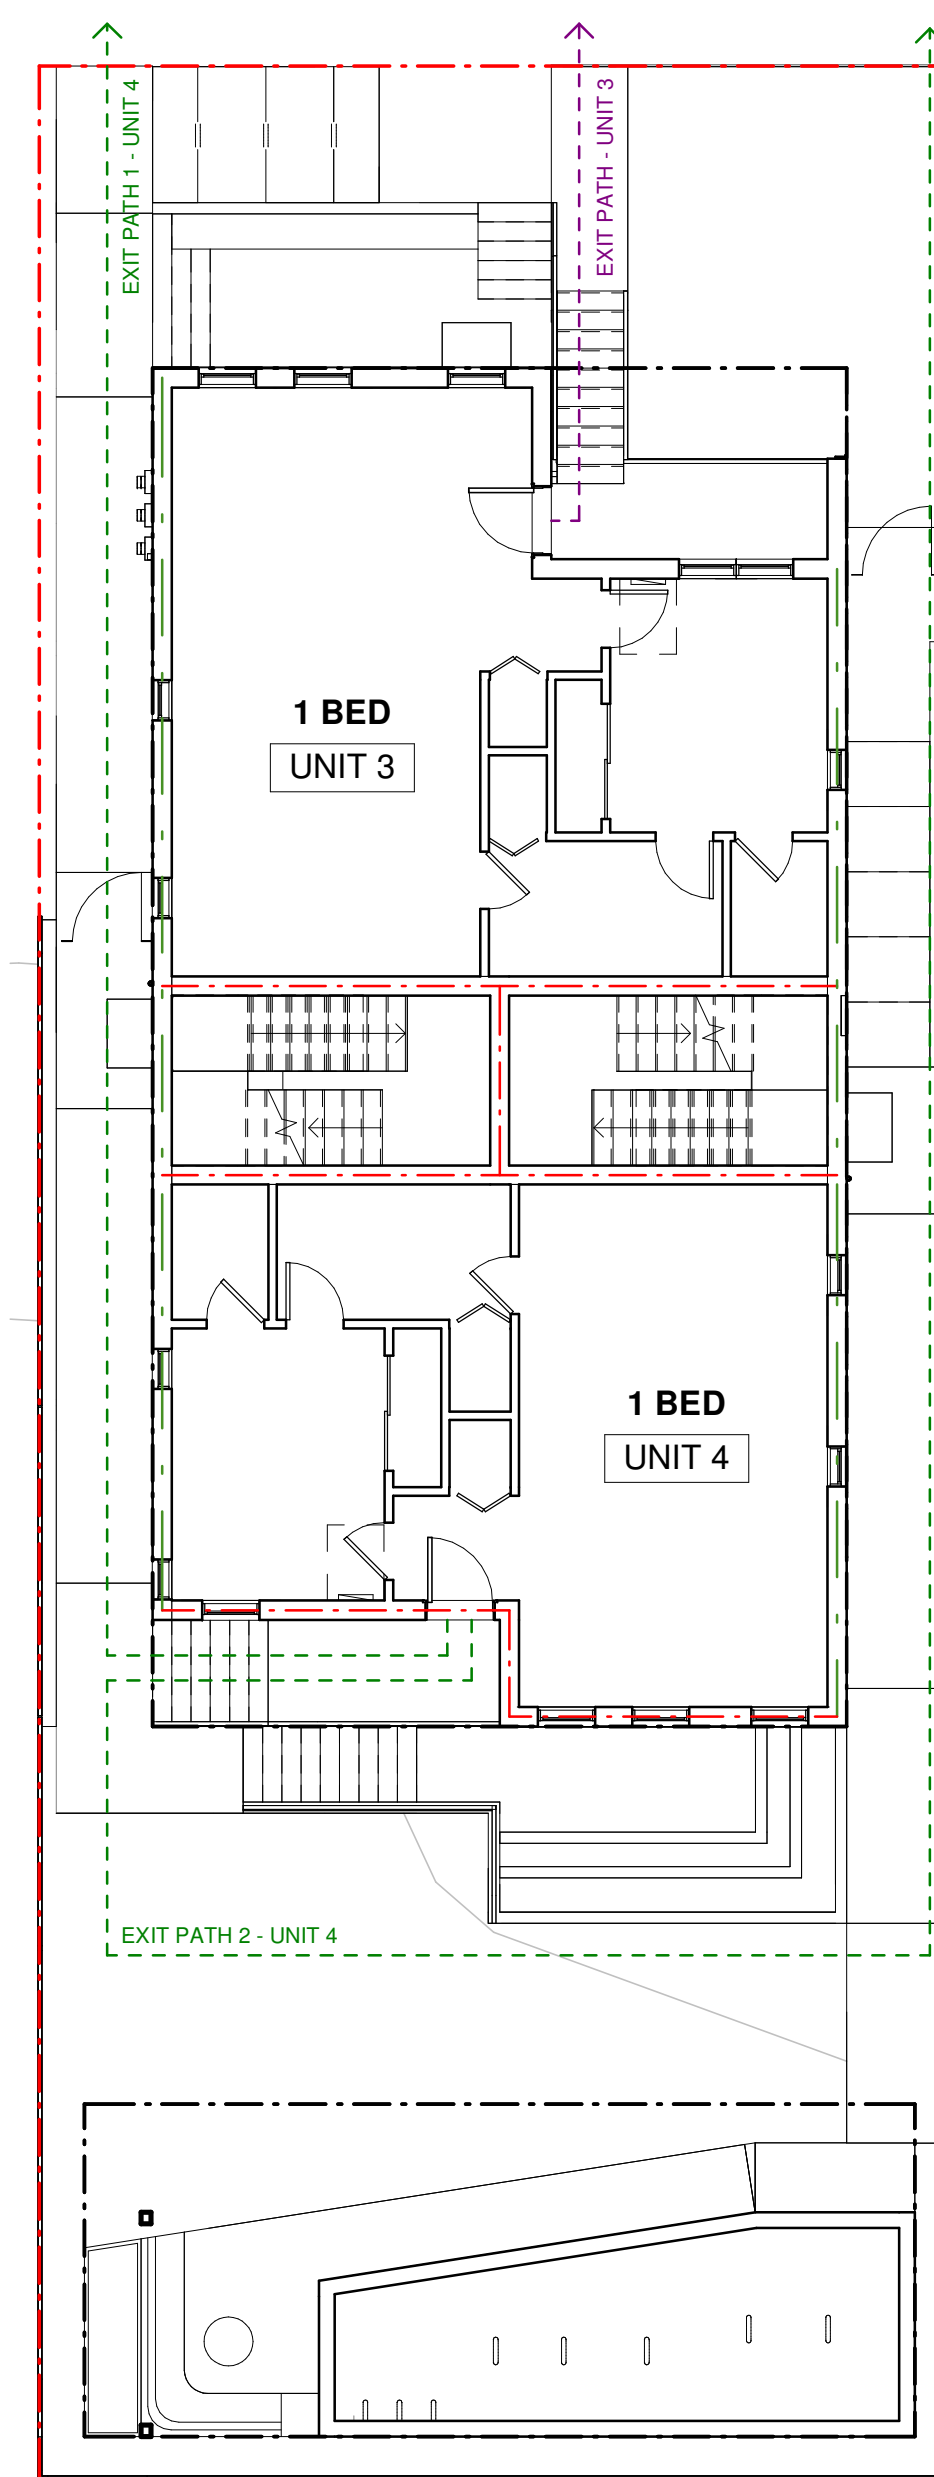 EXIT PATH 1 - UNIT 4
EXIT PATH - UNIT 3
1 BED
UNIT 3
1 BED
UNIT 4
EXIT PATH 2 - UNIT 4